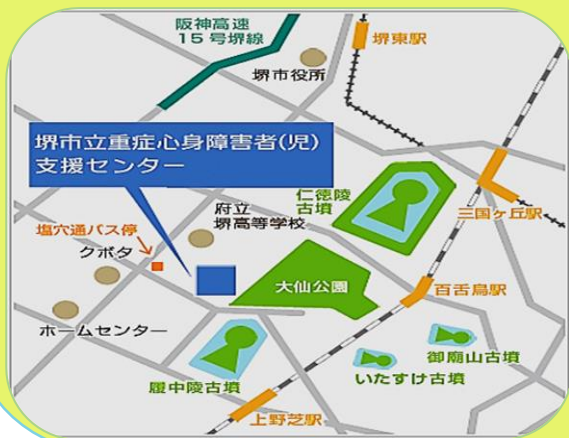 阪神高速
15号堺線
堺東駅
堺市役所
堺市立重症心身障害者(児)
支援センター
仁徳陵
古墳
三国ヶ丘駅
府立
堺高等学校
塩穴通バス停
クボタ
大仙公園
百舌鳥駅
ホームセンター
御廟山古墳
いたすけ古墳
履中陵古墳
上野芝駅